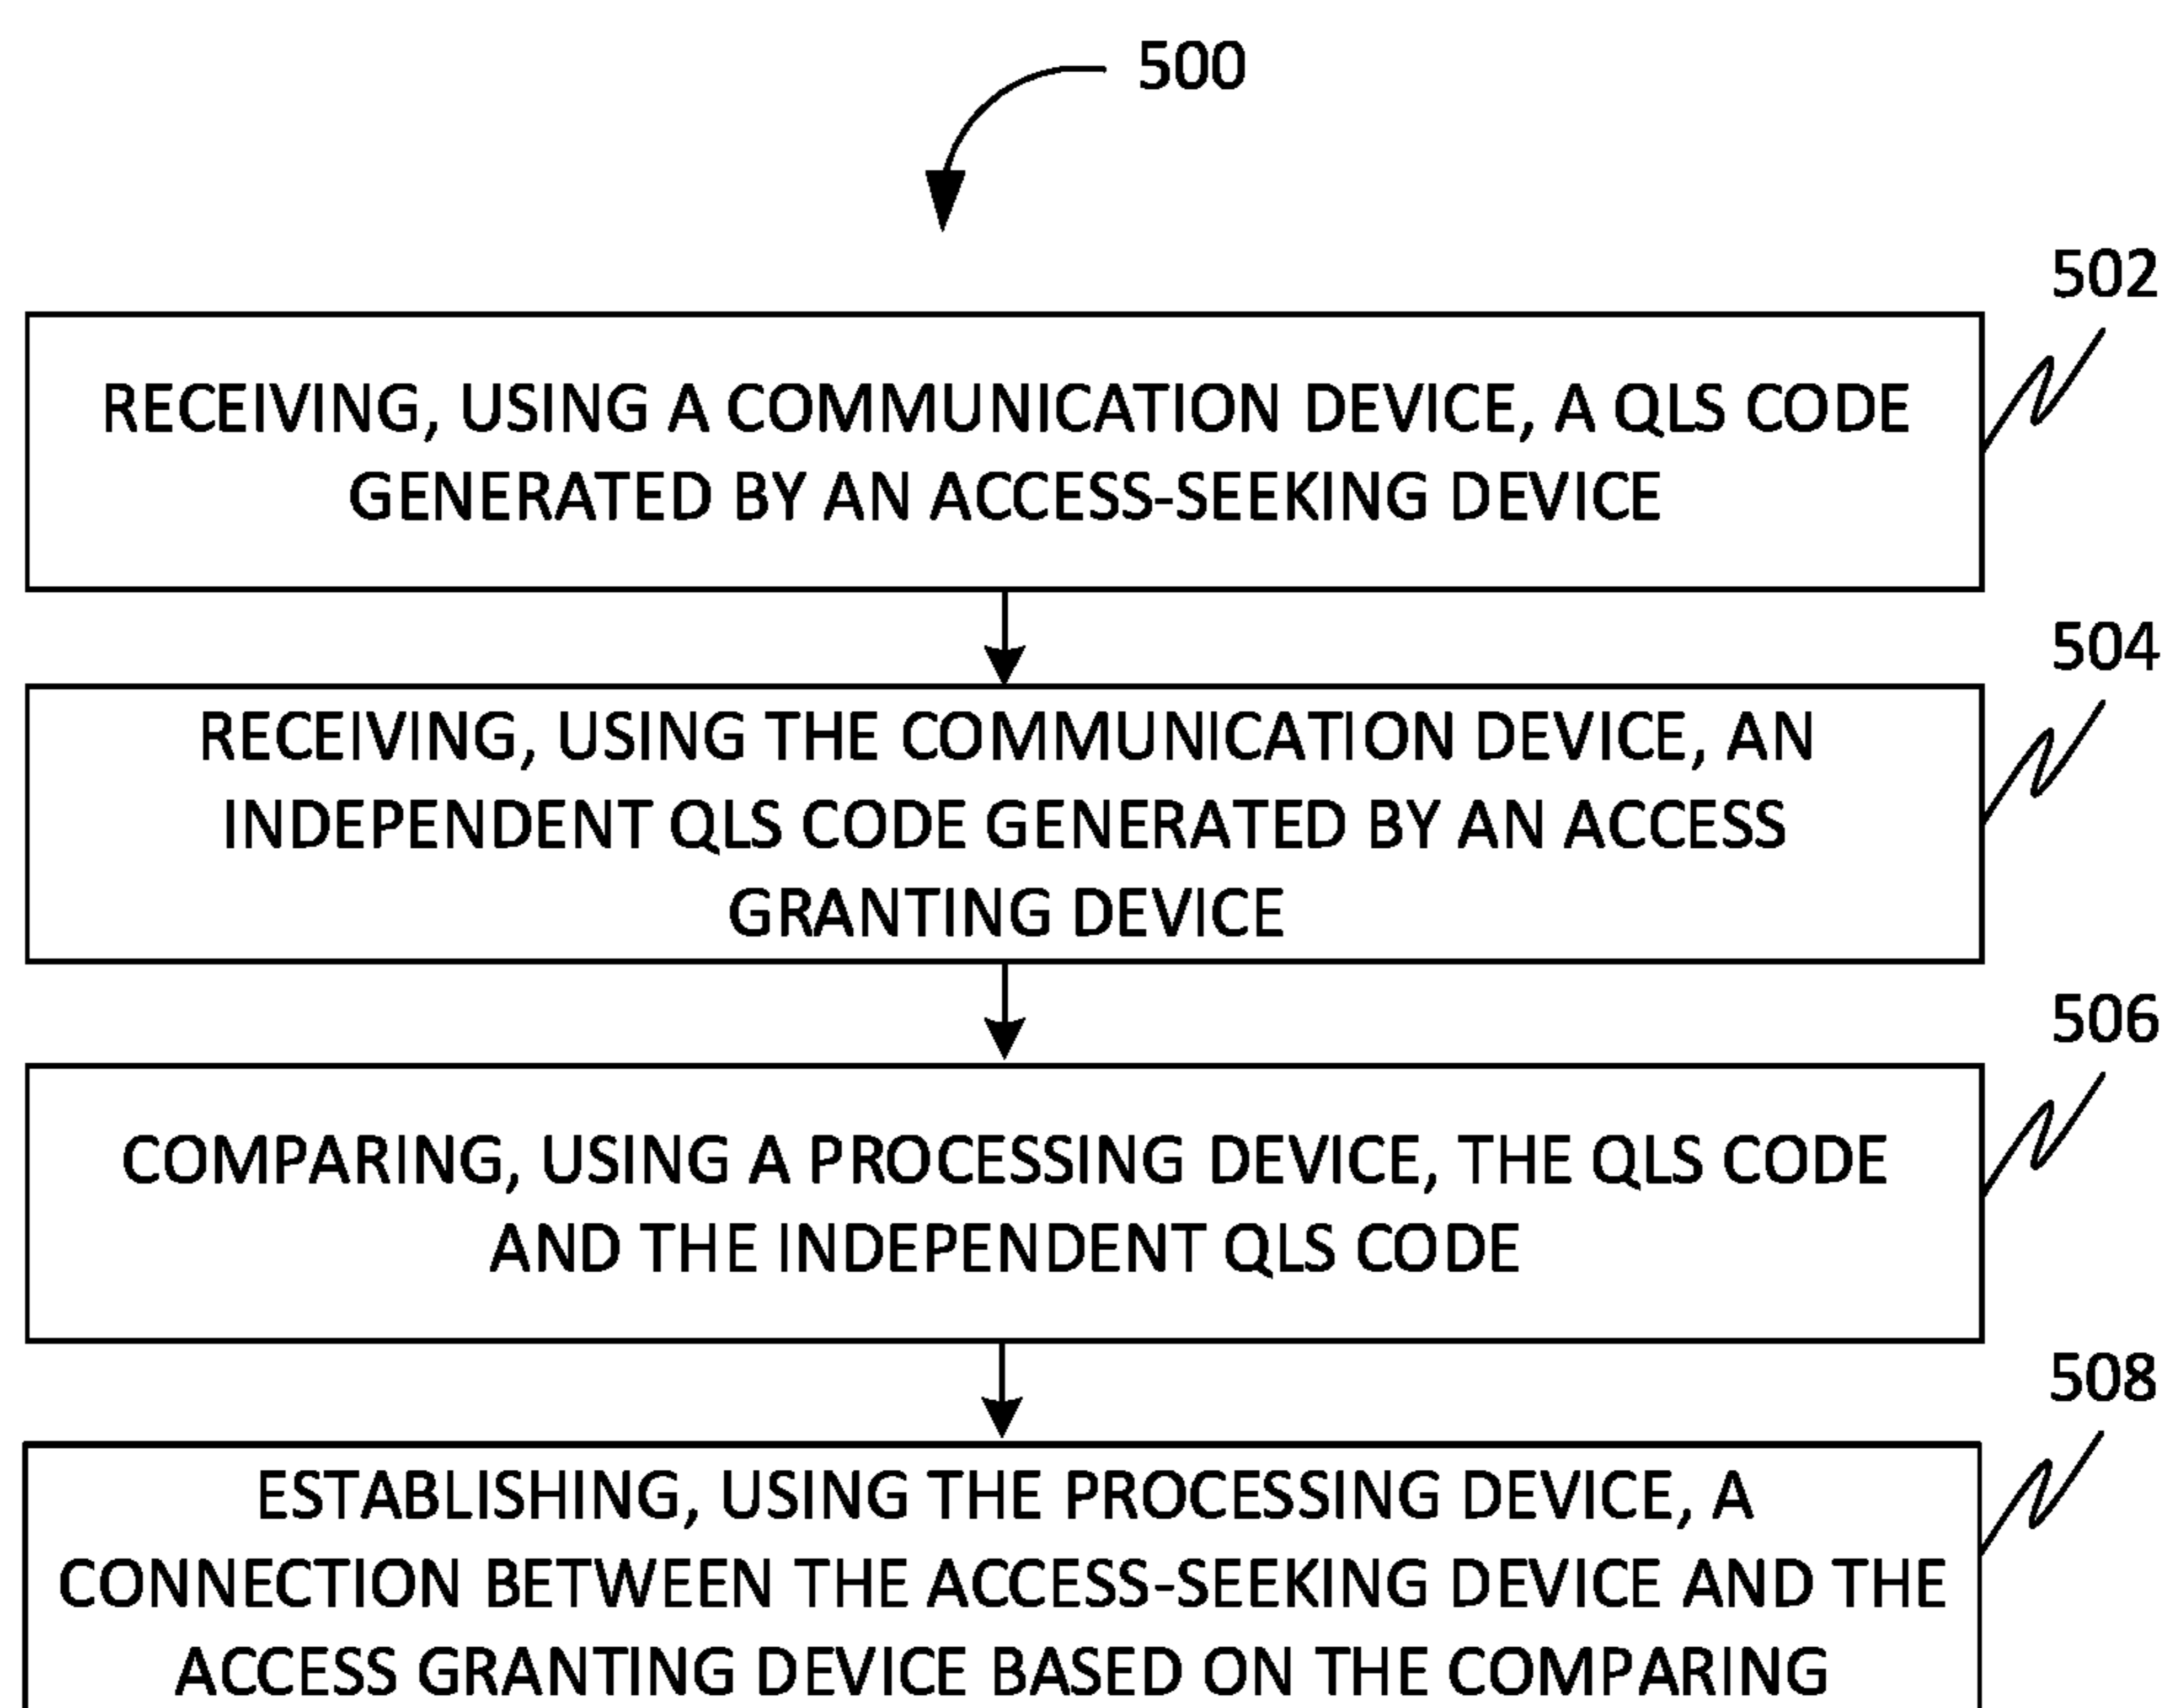 500
502
RECEIVING, USING A COMMUNICATION DEVICE, A QLS CODE
GENERATED BY AN ACCESS-SEEKING DEVICE
504
RECEIVING, USING THE COMMUNICATION DEVICE, AN
INDEPENDENT QLS CODE GENERATED BY AN ACCESS
GRANTING DEVICE
506
COMPARING, USING A PROCESSING DEVICE, THE QLS CODE
AND THE INDEPENDENT QLS CODE
508
ESTABLISHING, USING THE PROCESSING DEVICE, A
CONNECTION BETWEEN THE ACCESS-SEEKING DEVICE AND THE
ACCESS GRANTING DEVICE BASED ON THE COMPARING